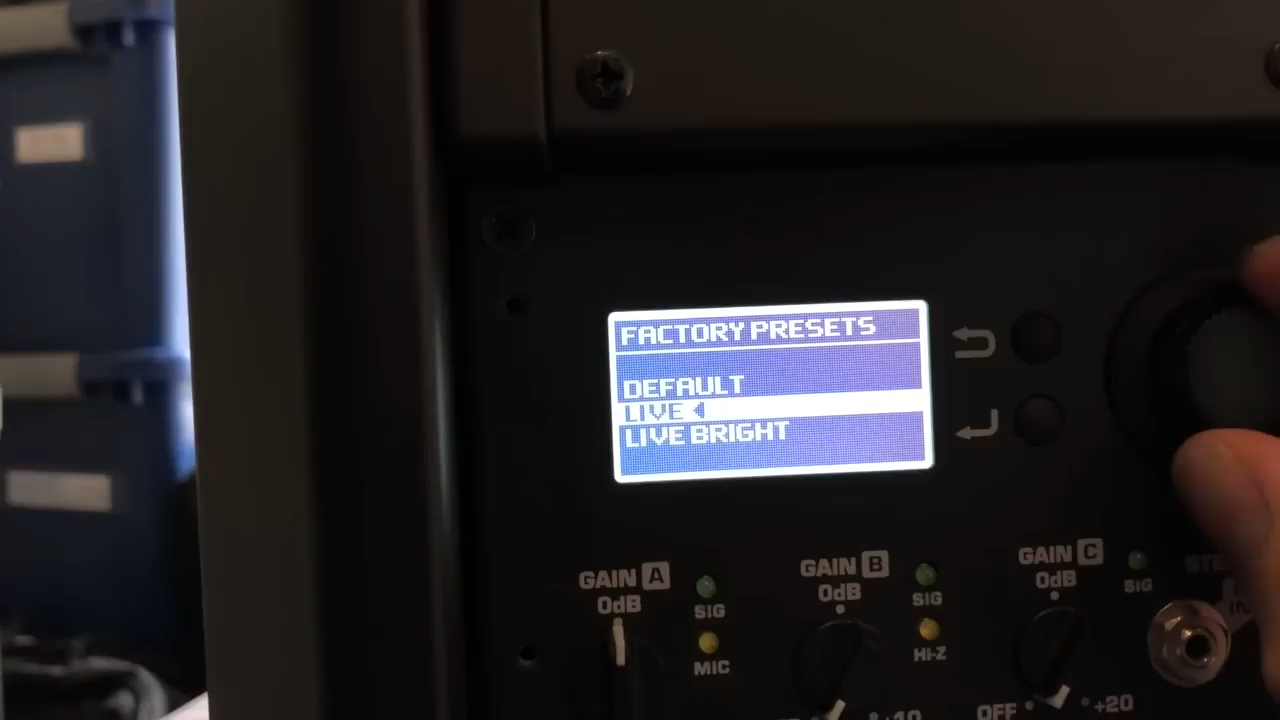 FACTORY PRESETS
DEFAULT
LIVE
LIVE BRIGHT
GAIN A
0dB
SIG
MIC
GAIN B
0dB
SIG
Hi-Z
GAIN C
0dB
SIG
OFF
+20